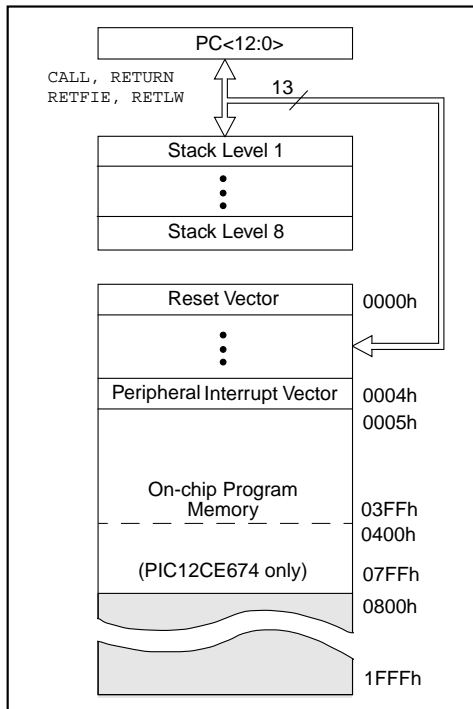 PC<12:0>
CALL, RETURN
RETFIE, RETLW
13
Stack Level 1
Stack Level 8
Reset Vector
0000h
Peripheral Interrupt Vector
0004h
0005h
On-chip Program
Memory
03FFh
0400h
(PIC12CE674 only)
07FFh
0800h
1FFFh